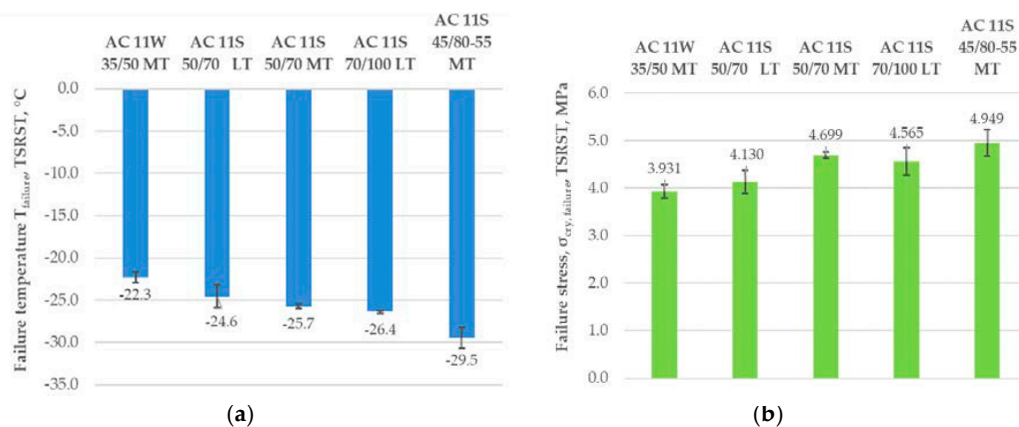 AC 11W
35/50 MT
AC 11S
50/70 LT
AC 11S
50/70 MT
AC 11S
70/100 LT
AC 11S
45/80-55
MT
Failure temperature T failure, TSRST, °C
0.0
-5.0
-10.0
-15.0
-20.0
-25.0
-30.0
-35.0
-22.3
-24.6
-25.7
-26.4
-29.5
(a)
AC 11W
35/50 MT
AC 11S
50/70 LT
AC 11S
50/70 MT
AC 11S
70/100 LT
AC 11S
45/80-55
MT
Failure stress, σcry, failure, TSRST, MPa
6.0
5.0
4.0
3.0
2.0
1.0
0.0
3.931
4.130
4.699
4.565
4.949
(b)